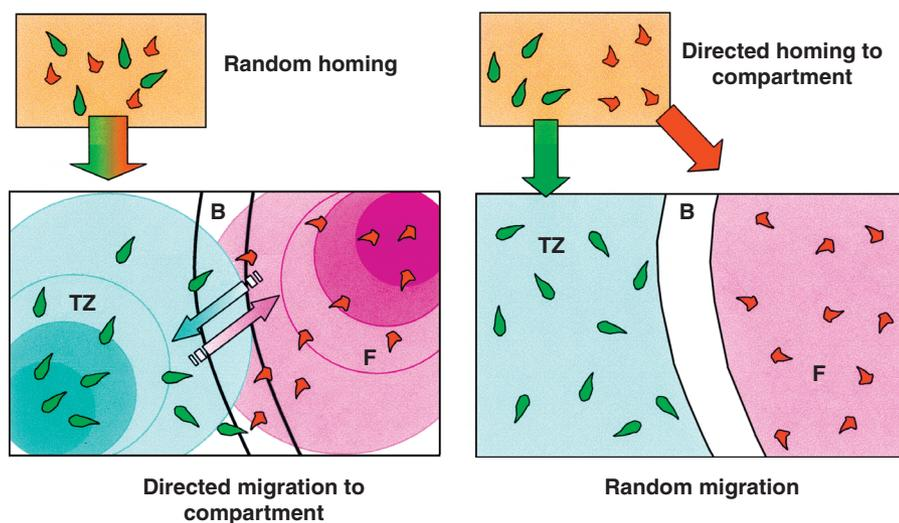 Random homing
B
TZ
F
Directed migration to
compartment
Directed homing to
compartment
B
TZ
F
Random migration